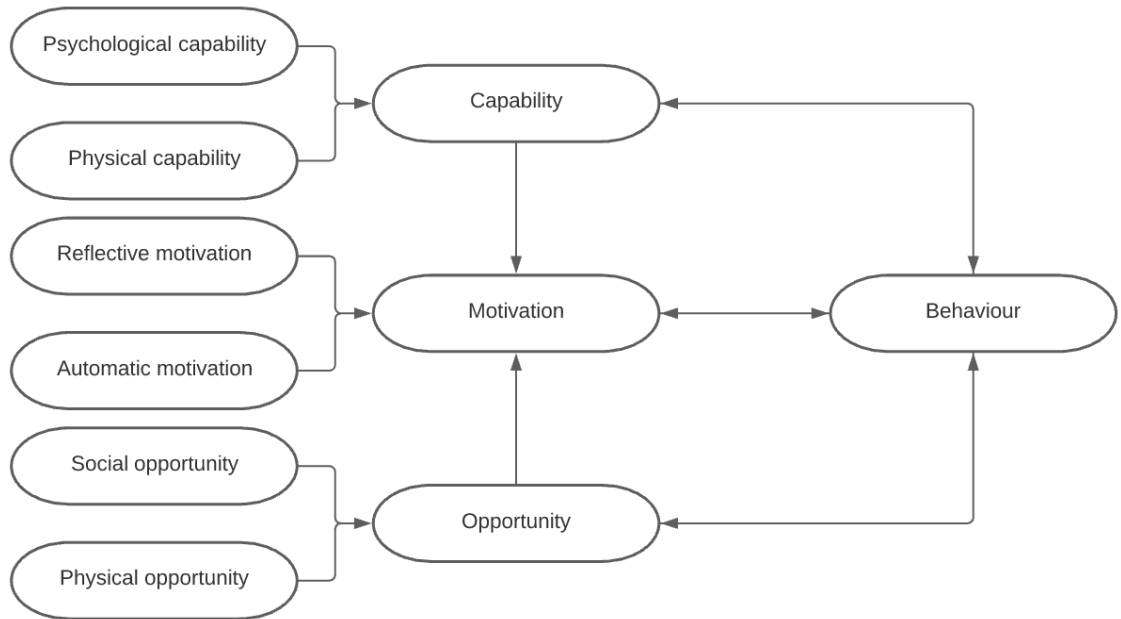 Psychological capability
Capability
Physical capability
Reflective motivation
Motivation
Behaviour
Automatic motivation
Social opportunity
Opportunity
Physical opportunity